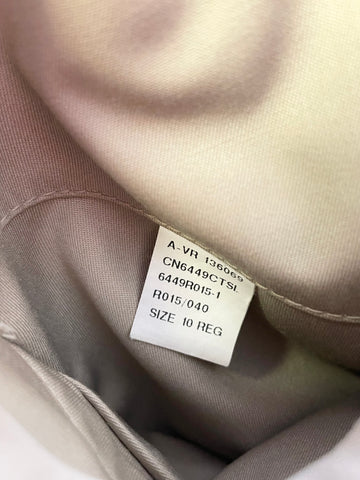 A-VR 136069
CN6449CTSL
6449R015-1
R015/040
SIZE 10 REG